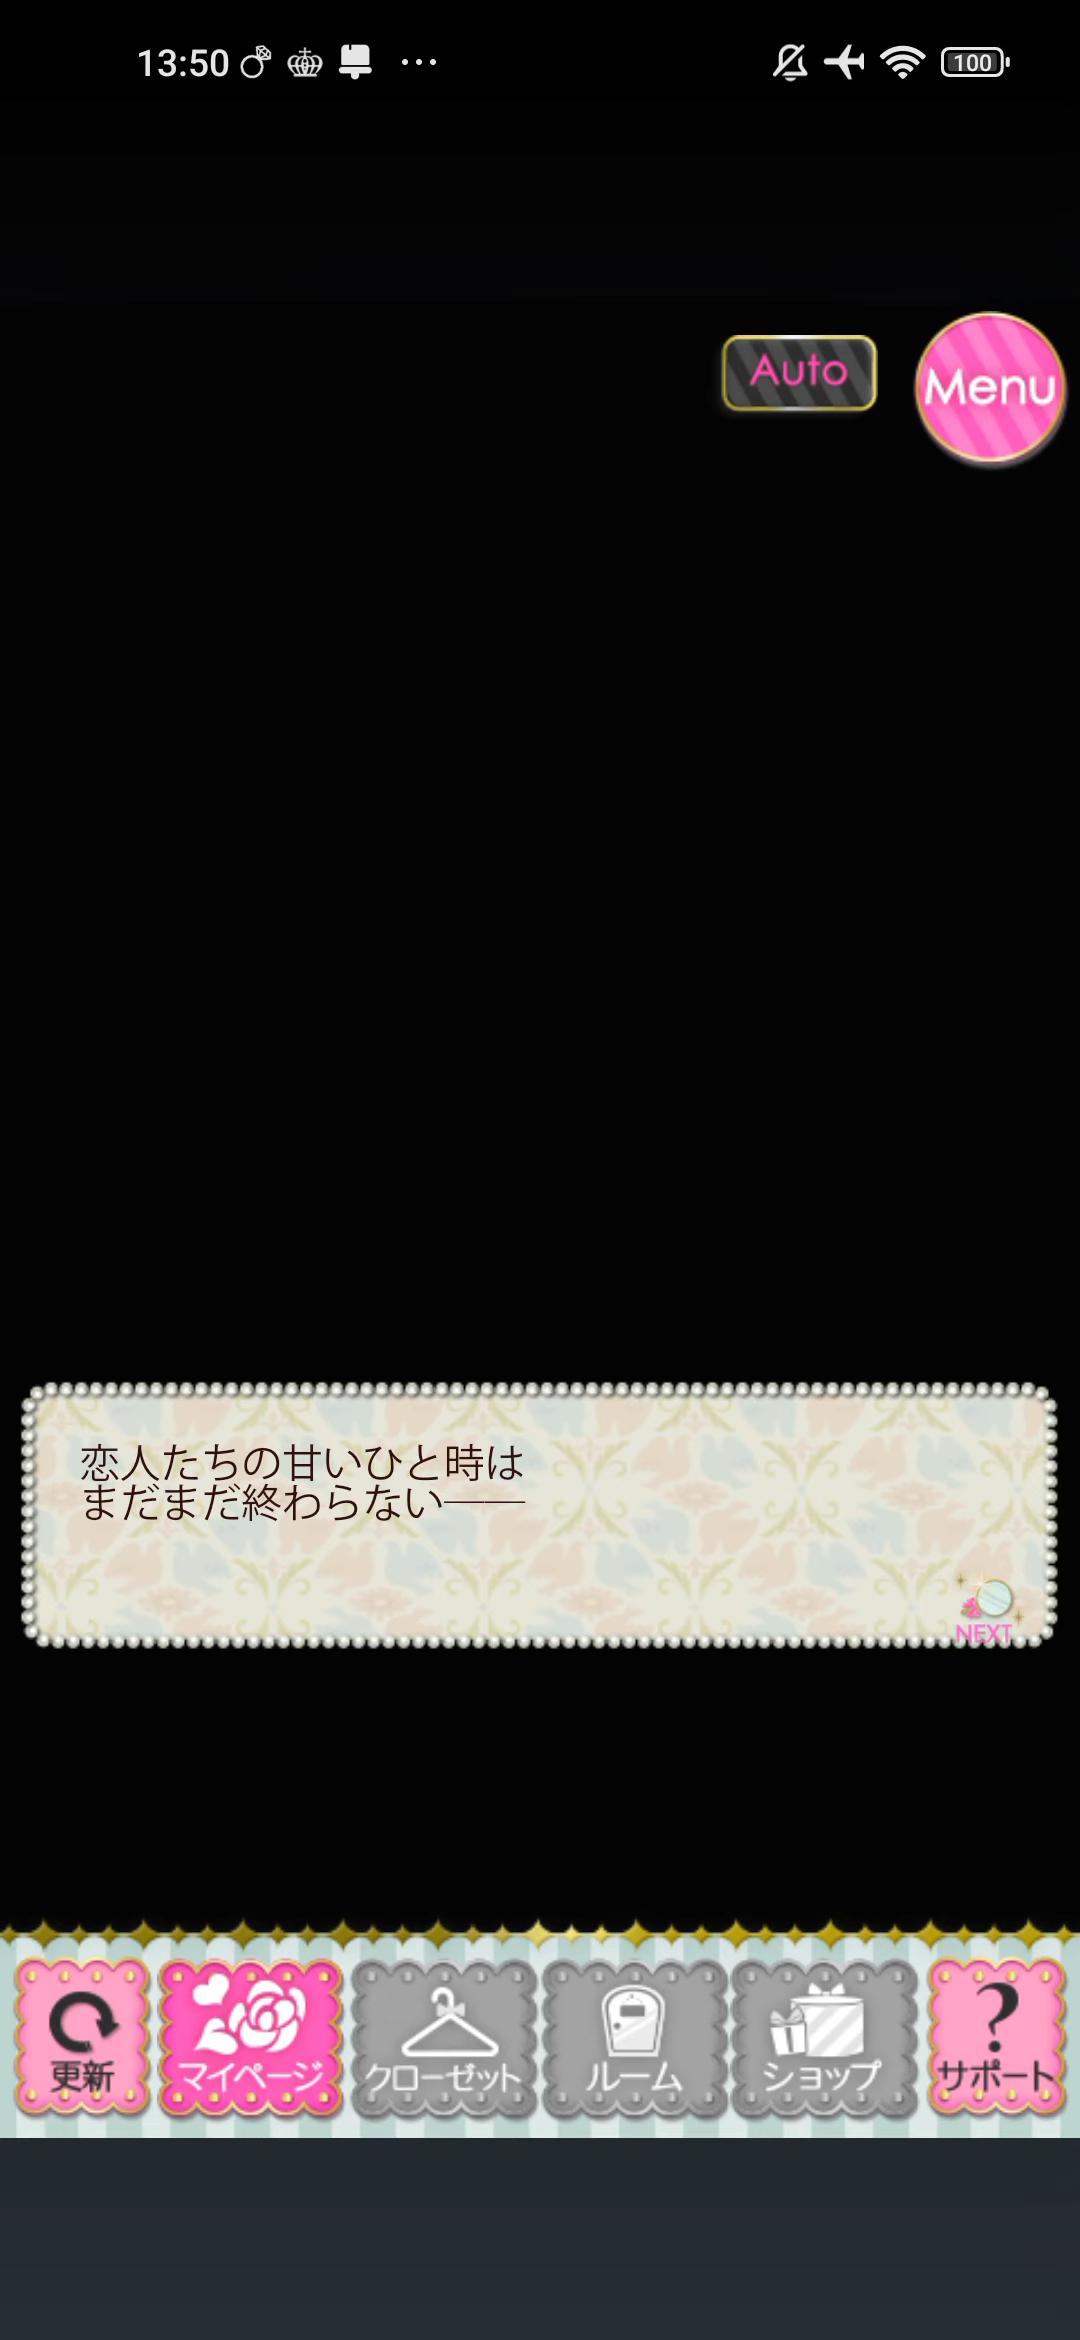 13:50
100
Auto
Menu
恋人たちの甘いひと時は
まだまだ終わらない──
NEXT
更新
マイページ
クローゼット
ルーム
ショップ
?
サポート